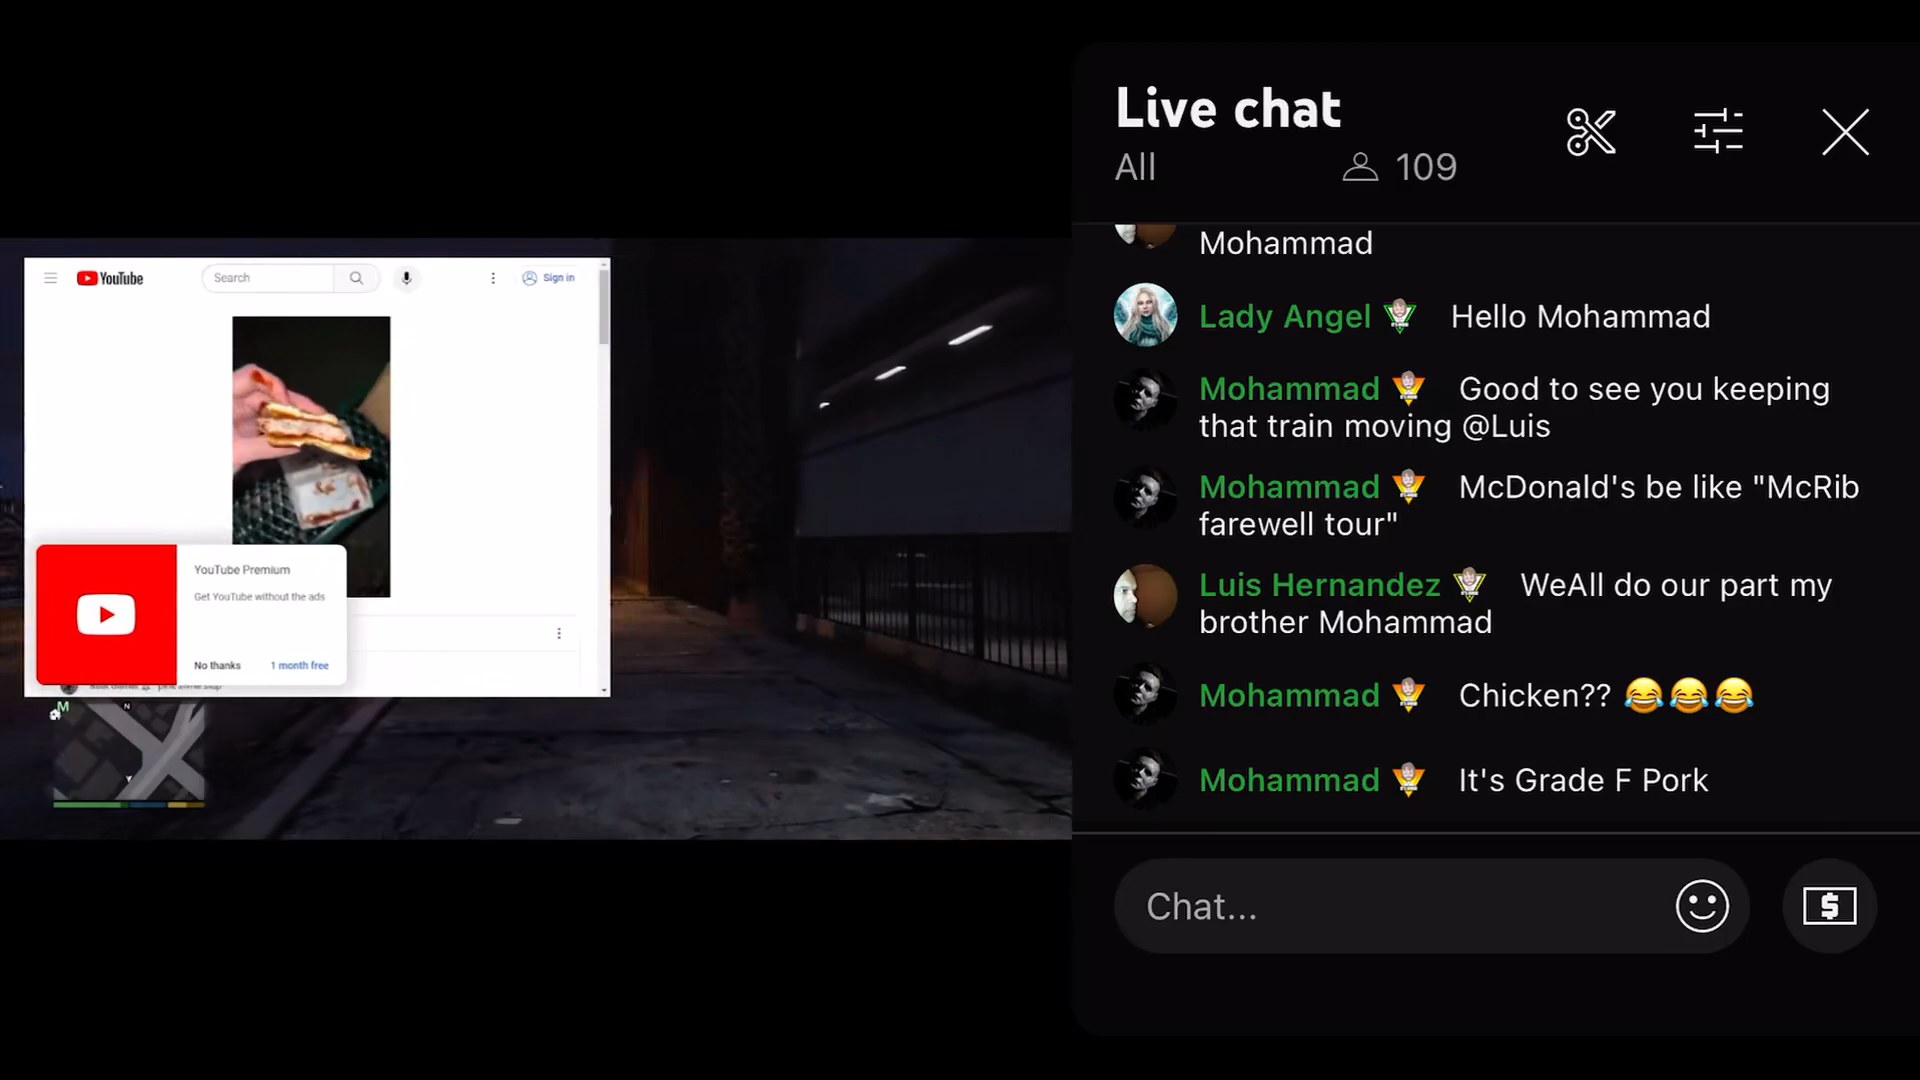 YouTube
Search
Sign in
YouTube Premium
Get YouTube without the ads
No thanks
1 month free
M
N
Live chat
All
109
Mohammad
Lady Angel Hello Mohammad
Mohammad Good to see you keeping
that train moving @Luis
Mohammad McDonald's be like "McRib
farewell tour"
Luis Hernandez WeAll do our part my
brother Mohammad
Mohammad Chicken?? 😂😂😂
Mohammad It's Grade F Pork
Chat...